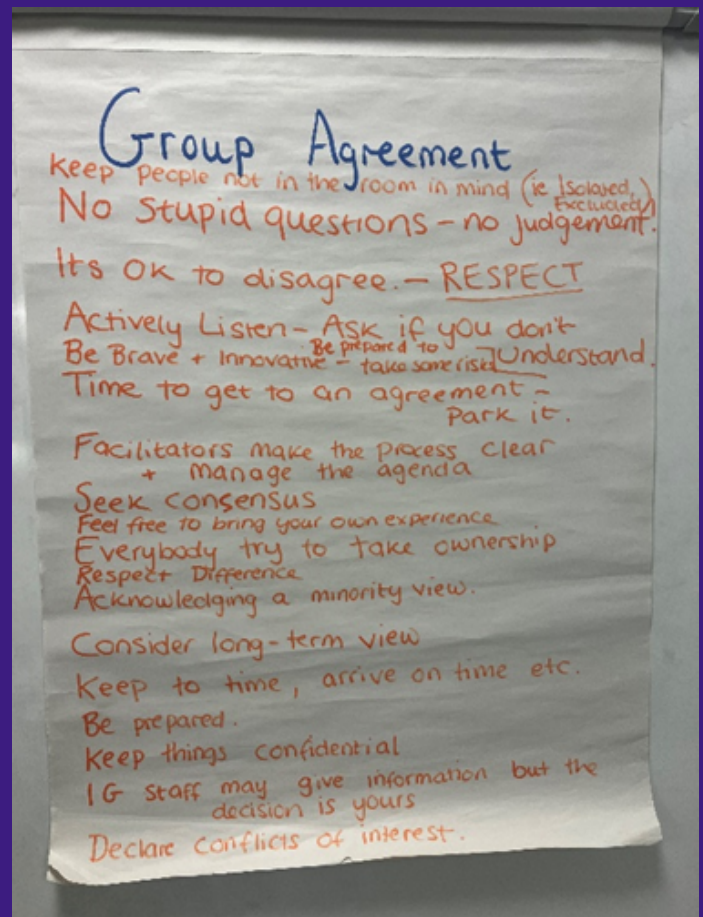 Group Agreement
Keep people not in the room in mind (ie Isolated,
Excluded)
No Stupid questions - no judgement.
Its OK to disagree. - RESPECT
Actively Listen - Ask if you don't
Understand.
Be Brave + Innovative - Be prepared to
take some risks
Time to get to an agreement -
Park it.
Facilitators make the process clear
+ manage the agenda
Seek consensus
Feel free to bring your own experience
Everybody try to take ownership
Respect Difference
Acknowledging a minority view.
Consider long-term view
Keep to time, arrive on time etc.
Be prepared.
Keep things confidential
IG staff may give information but the
decision is yours
Declare conflicts of interest.